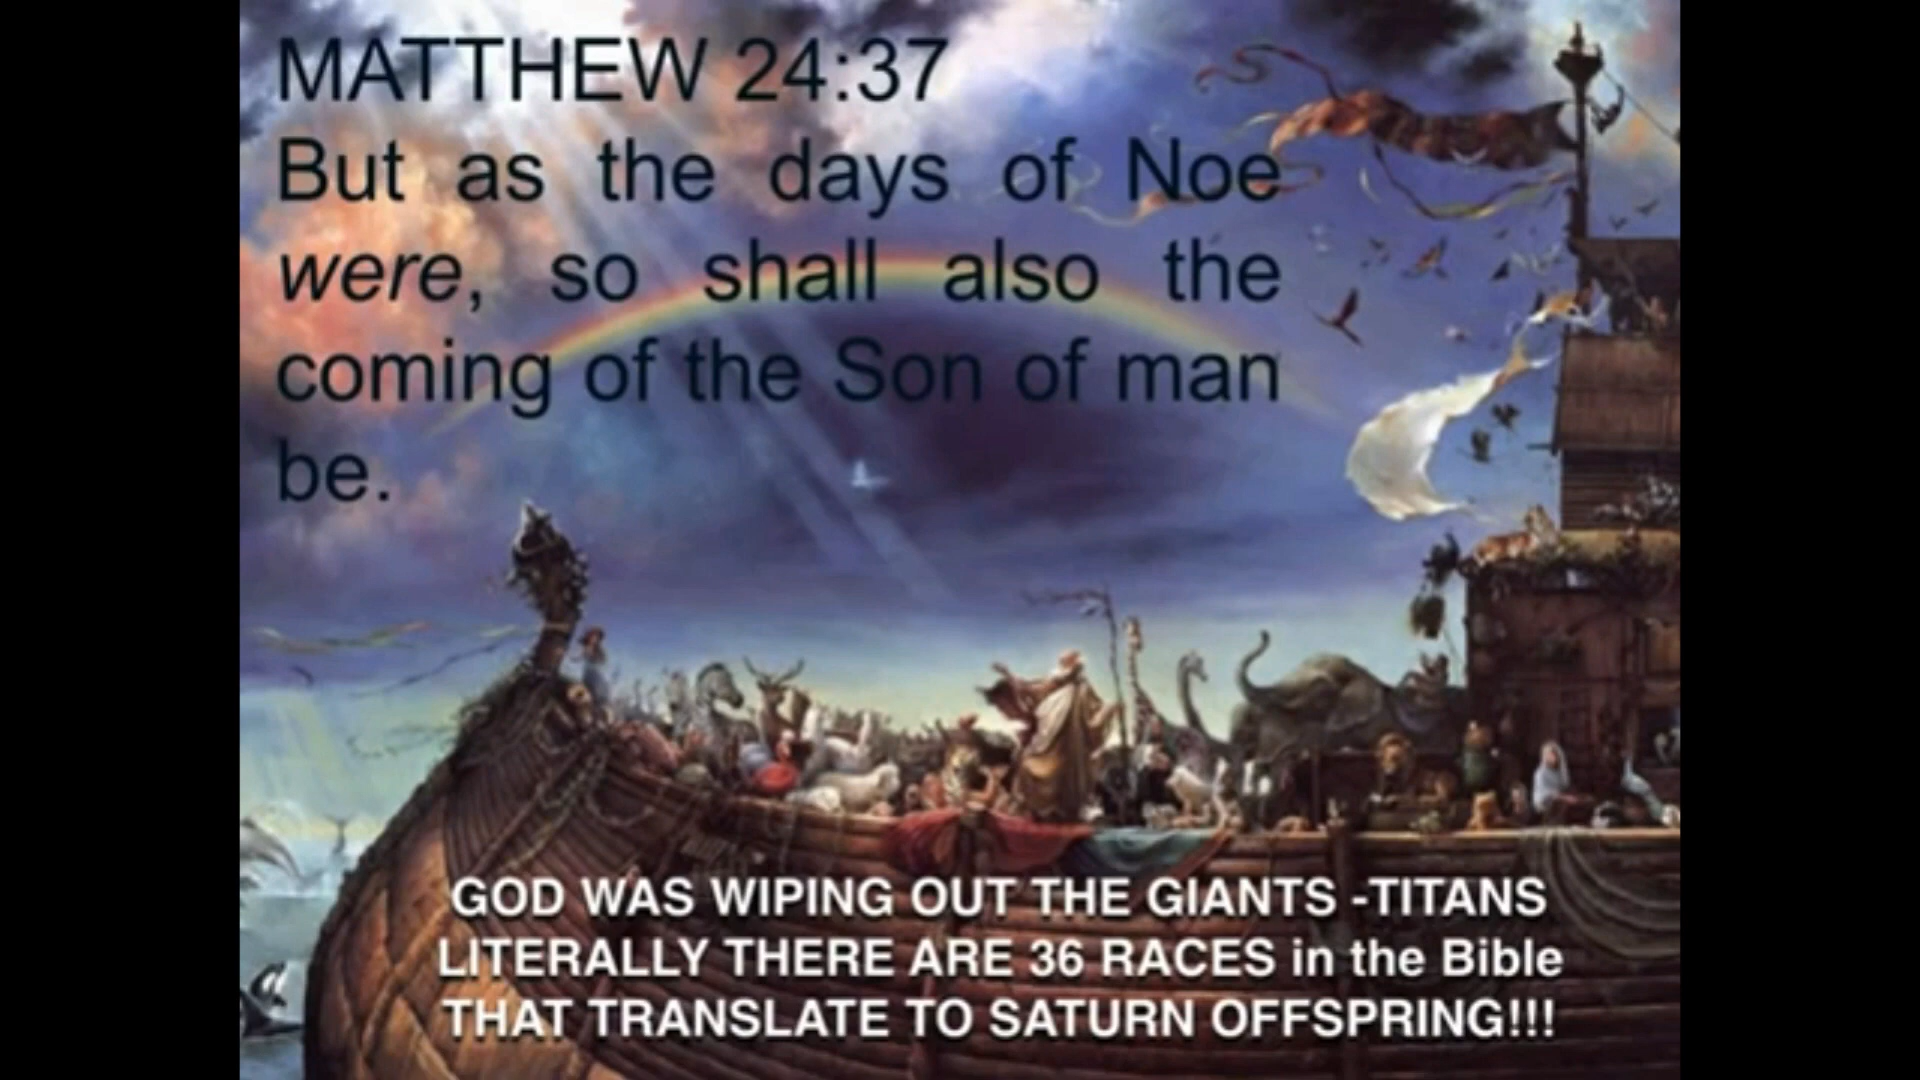 MATTHEW 24:37
But as the days of Noe
were, so shall also the
coming of the Son of man
be.
GOD WAS WIPING OUT THE GIANTS -TITANS
LITERALLY THERE ARE 36 RACES in the Bible
THAT TRANSLATE TO SATURN OFFSPRING!!!